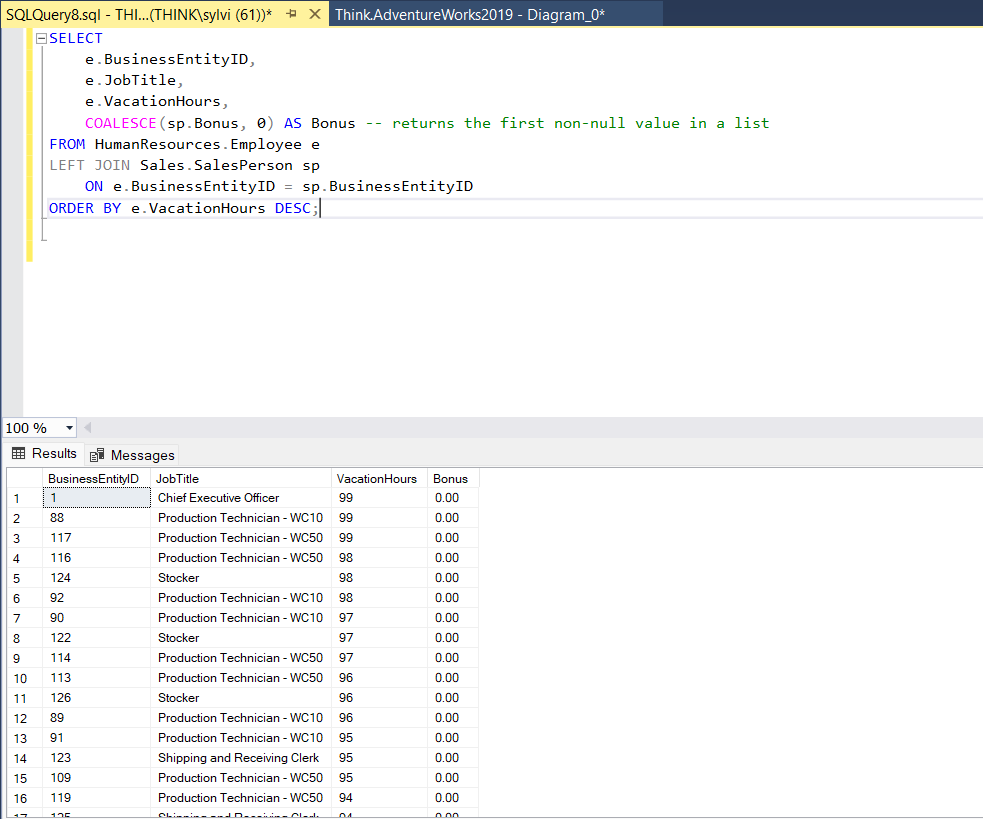 SQLQuery8.sql - THI...(THINK\sylvi (61))* Think.AdventureWorks2019 - Diagram_0*
SELECT
e.BusinessEntityID,
e.JobTitle,
e.VacationHours,
COALESCE(sp.Bonus, 0) AS Bonus -- returns the first non-null value in a list
FROM HumanResources.Employee e
LEFT JOIN Sales.SalesPerson sp
ON e.BusinessEntityID = sp.BusinessEntityID
ORDER BY e.VacationHours DESC;
100 %
Results Messages
BusinessEntityID JobTitle VacationHours Bonus
1 1 Chief Executive Officer 99 0.00
2 88 Production Technician - WC10 99 0.00
3 117 Production Technician - WC50 99 0.00
4 116 Production Technician - WC50 98 0.00
5 124 Stocker 98 0.00
6 92 Production Technician - WC10 98 0.00
7 90 Production Technician - WC10 97 0.00
8 122 Stocker 97 0.00
9 114 Production Technician - WC50 97 0.00
10 113 Production Technician - WC50 96 0.00
11 126 Stocker 96 0.00
12 89 Production Technician - WC10 96 0.00
13 91 Production Technician - WC10 95 0.00
14 123 Shipping and Receiving Clerk 95 0.00
15 109 Production Technician - WC50 95 0.00
16 119 Production Technician - WC50 94 0.00
17 125 Shipping and Receiving Clerk 94 0.00